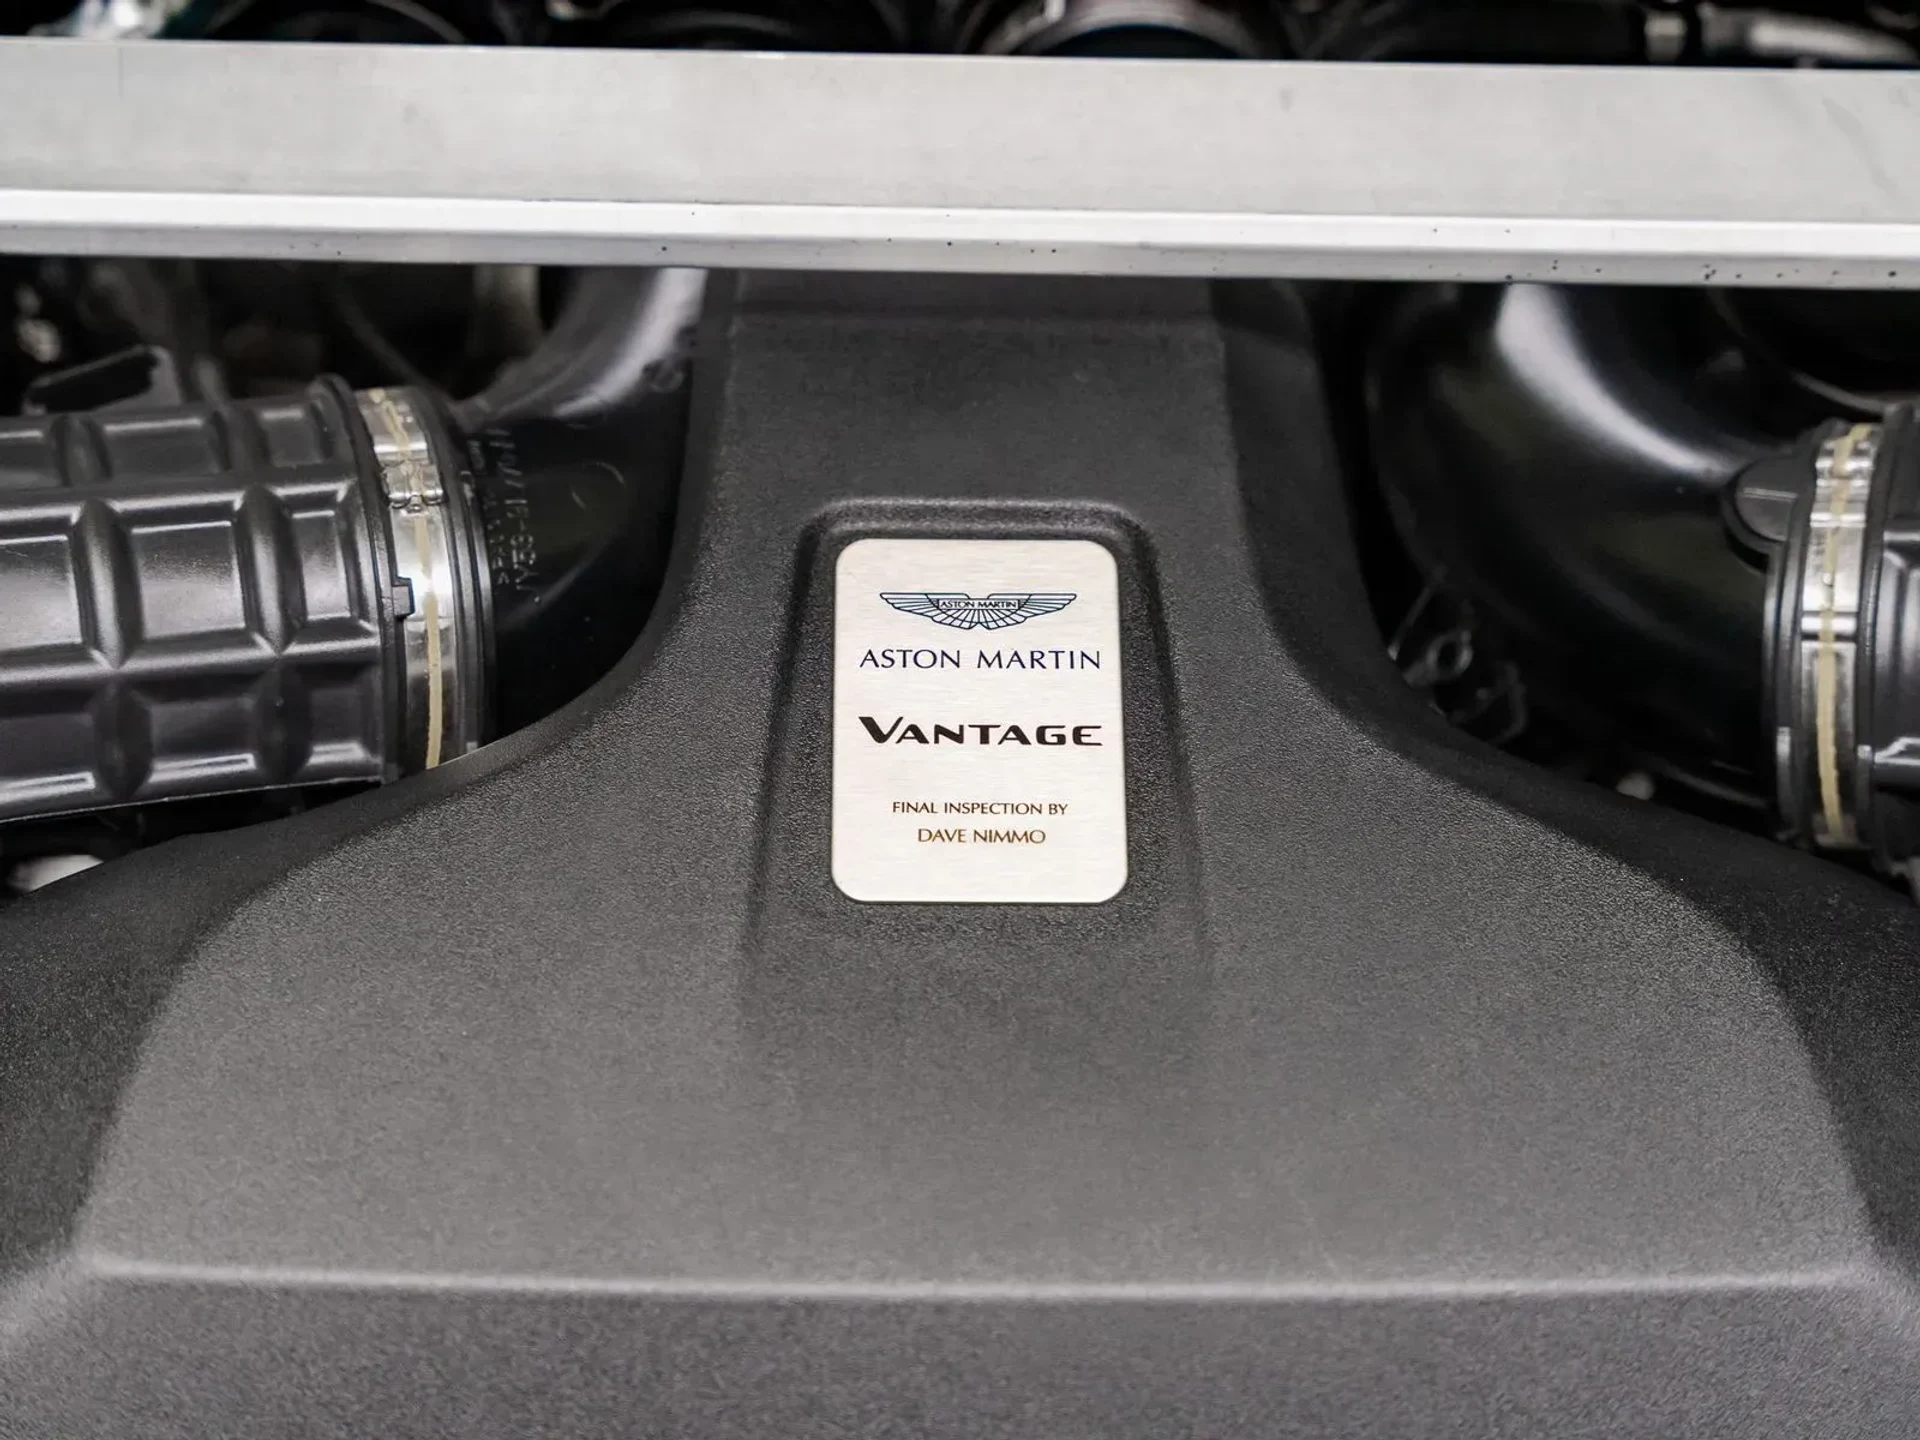 ASTON MARTIN
ASTON MARTIN
VANTAGE
FINAL INSPECTION BY
DAVE NIMMO